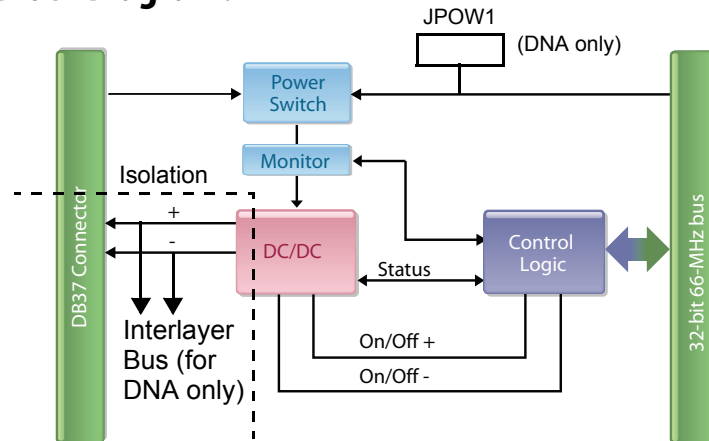 JPOW1
(DNA only)
Power
Switch
Monitor
Isolation
+
-
DB37 Connector
DC/DC
Status
Control
Logic
32-bit 66-MHz bus
Interlayer
Bus (for
DNA only)
On/Off +
On/Off -